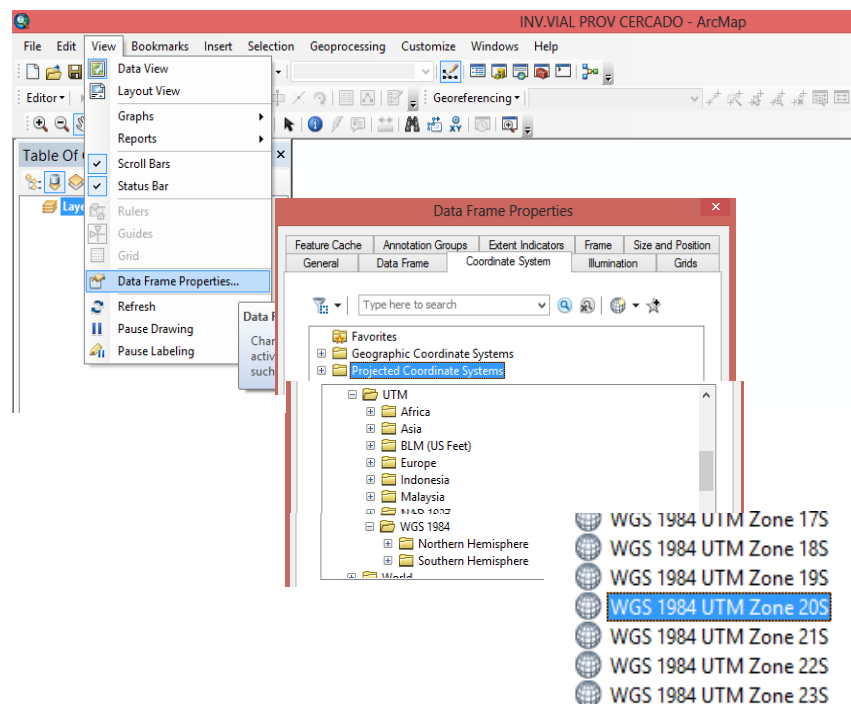 INV.VIAL PROV CERCADO - ArcMap
File Edit View Bookmarks Insert Selection Geoprocessing Customize Windows Help
Data View
Layout View
Editor
Georeferencing
Graphs
Reports
Table Of
Scroll Bars
Status Bar
Rulers
Guides
Grid
Data Frame Properties...
Refresh
Pause Drawing
Pause Labeling
Data F
Char
activ
such
Data Frame Properties
Feature Cache Annotation Groups Extent Indicators Frame Size and Position
General Data Frame Coordinate System Illumination Grids
Type here to search
Favorites
Geographic Coordinate Systems
Projected Coordinate Systems
UTM
Africa
Asia
BLM (US Feet)
Europe
Indonesia
Malaysia
WGS 1984
Northern Hemisphere
Southern Hemisphere
World
WGS 1984 UTM Zone 17S
WGS 1984 UTM Zone 18S
WGS 1984 UTM Zone 19S
WGS 1984 UTM Zone 20S
WGS 1984 UTM Zone 21S
WGS 1984 UTM Zone 22S
WGS 1984 UTM Zone 23S